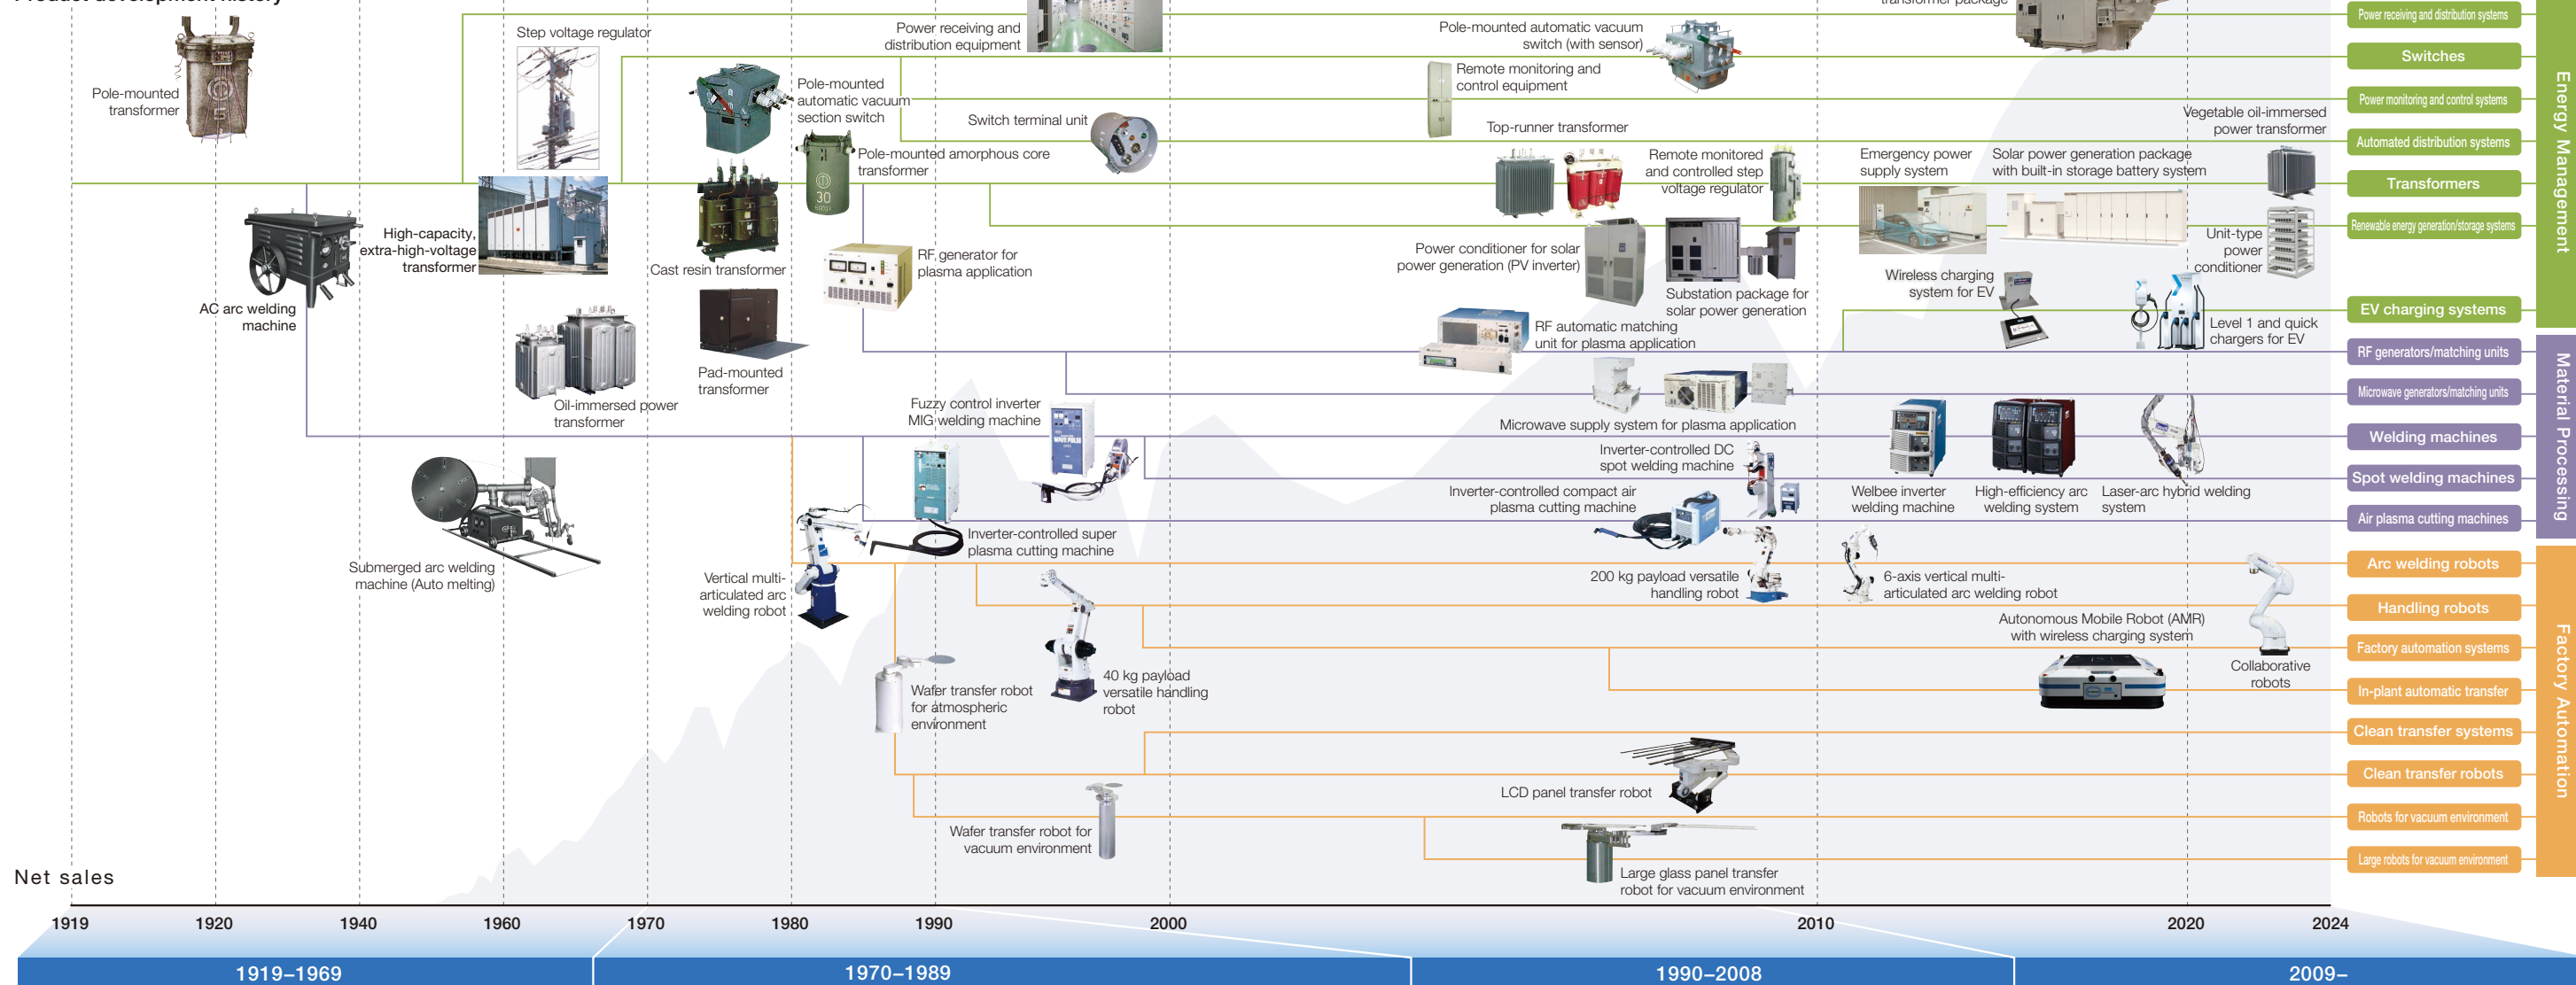 Product development history
transformer package
Power receiving and distribution systems
Step voltage regulator
Power receiving and
distribution equipment
Pole-mounted automatic vacuum
switch (with sensor)
Switches
Pole-mounted
transformer
Pole-mounted
automatic vacuum
section switch
Remote monitoring and
control equipment
Power monitoring and control systems
Switch terminal unit
Top-runner transformer
Vegetable oil-immersed
power transformer
Automated distribution systems
Pole-mounted amorphous core
transformer
Remote monitored
and controlled step
voltage regulator
Emergency power
supply system
Solar power generation package
with built-in storage battery system
Transformers
30
High-capacity,
extra-high-voltage
transformer
Renewable energy generation/storage systems
Unit-type
power
conditioner
Cast resin transformer
RF generator for
plasma application
Power conditioner for solar
power generation (PV inverter)
Substation package for
solar power generation
Wireless charging
system for EV
AC arc welding
machine
EV charging systems
Level 1 and quick
chargers for EV
RF automatic matching
unit for plasma application
Energy Management
RF generators/matching units
Pad-mounted
transformer
Microwave generators/matching units
Oil-immersed power
transformer
Fuzzy control inverter
MIG welding machine
Microwave supply system for plasma application
Welding machines
Inverter-controlled DC
spot welding machine
Spot welding machines
Inverter-controlled compact air
plasma cutting machine
Welbee inverter
welding machine
High-efficiency arc
welding system
Laser-arc hybrid welding
system
Air plasma cutting machines
Material Processing
Inverter-controlled super
plasma cutting machine
Submerged arc welding
machine (Auto melting)
Vertical multi-
articulated arc
welding robot
200 kg payload versatile
handling robot
6-axis vertical multi-
articulated arc welding robot
Arc welding robots
Handling robots
Autonomous Mobile Robot (AMR)
with wireless charging system
Factory automation systems
Collaborative
robots
40 kg payload
versatile handling
robot
Wafer transfer robot
for atmospheric
environment
In-plant automatic transfer
Clean transfer systems
Clean transfer robots
LCD panel transfer robot
Robots for vacuum environment
Wafer transfer robot for
vacuum environment
Large robots for vacuum environment
Large glass panel transfer
robot for vacuum environment
Factory Automation
Net sales
1919
1920
1940
1960
1970
1980
1990
2000
2010
2020
2024
1919–1969
1970–1989
1990–2008
2009–